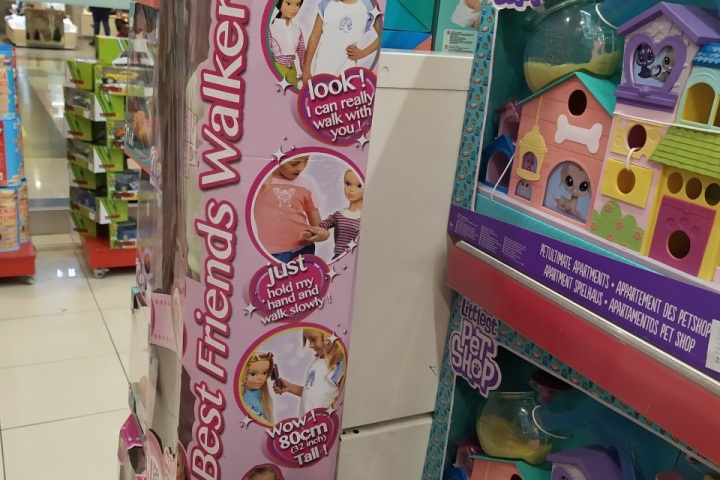 Best Friends Walker
look!
I can really
walk with
you!
just
hold my
hand and
walk slowly!
wow-!
80cm
(32 inch)
Tall!
PETULTIMATE APARTMENTS • APPARTEMENT DES PETSHOP
APARTMENT SPIELHAUS • APARTAMENTOS PET SHOP
Littlest
Pet
Shop